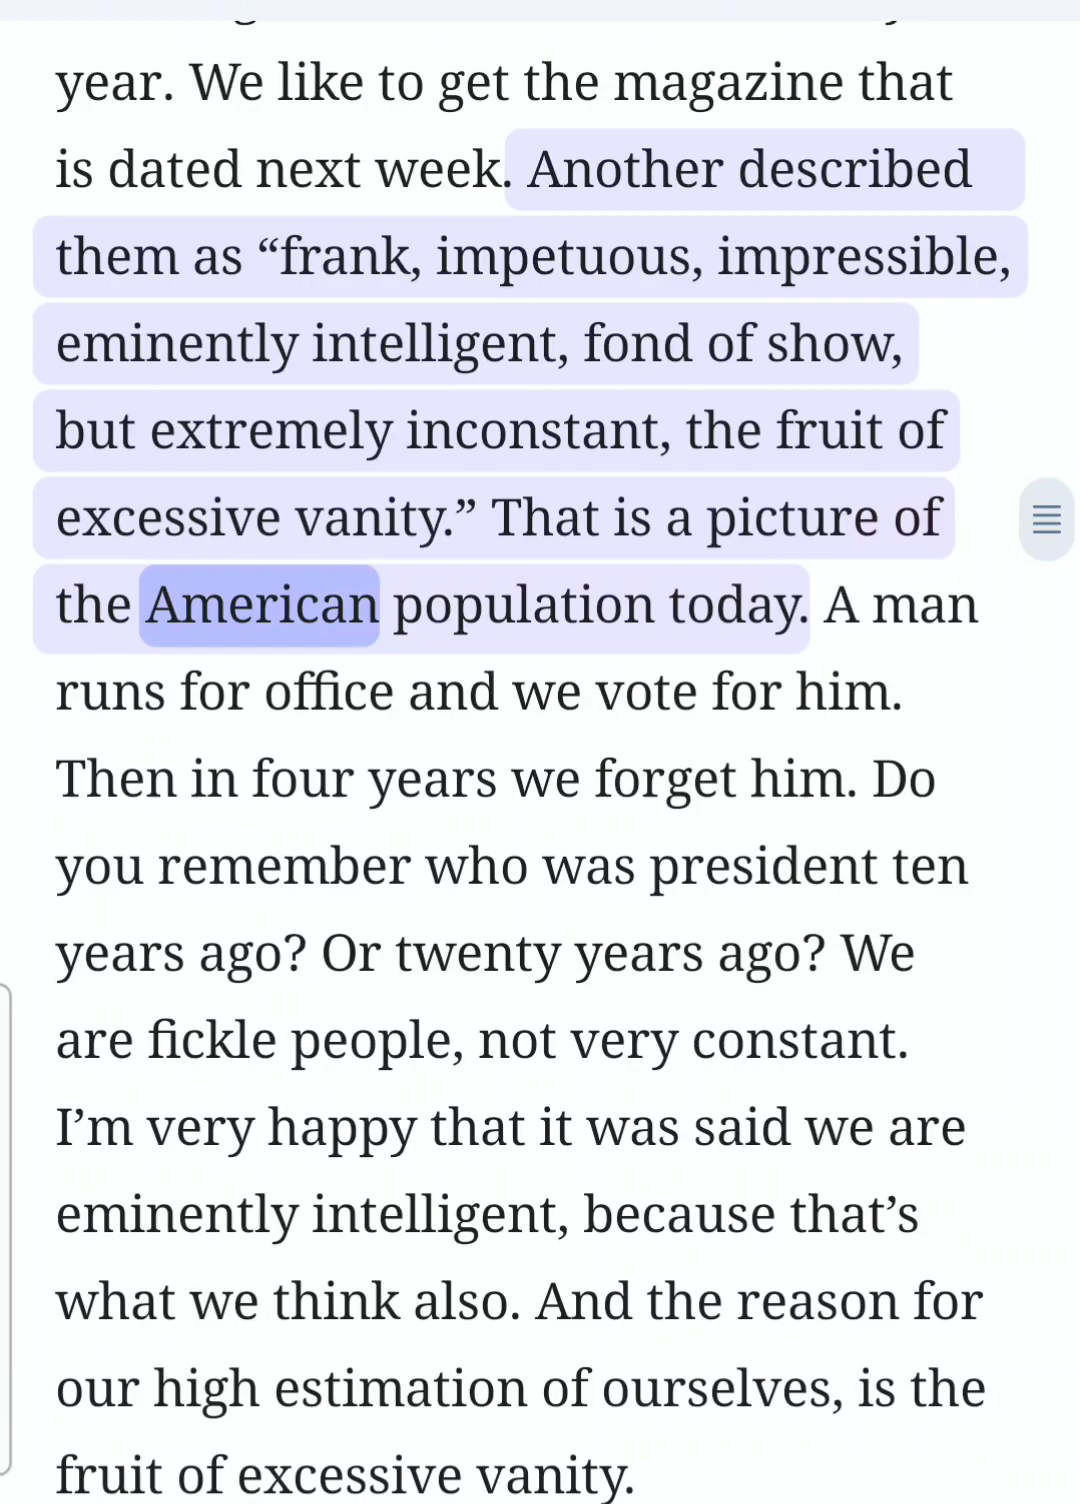 year. We like to get the magazine that
is dated next week. Another described
them as “frank, impetuous, impressible,
eminently intelligent, fond of show,
but extremely inconstant, the fruit of
excessive vanity.” That is a picture of
the American population today. A man
runs for office and we vote for him.
Then in four years we forget him. Do
you remember who was president ten
years ago? Or twenty years ago? We
are fickle people, not very constant.
I’m very happy that it was said we are
eminently intelligent, because that’s
what we think also. And the reason for
our high estimation of ourselves, is the
fruit of excessive vanity.